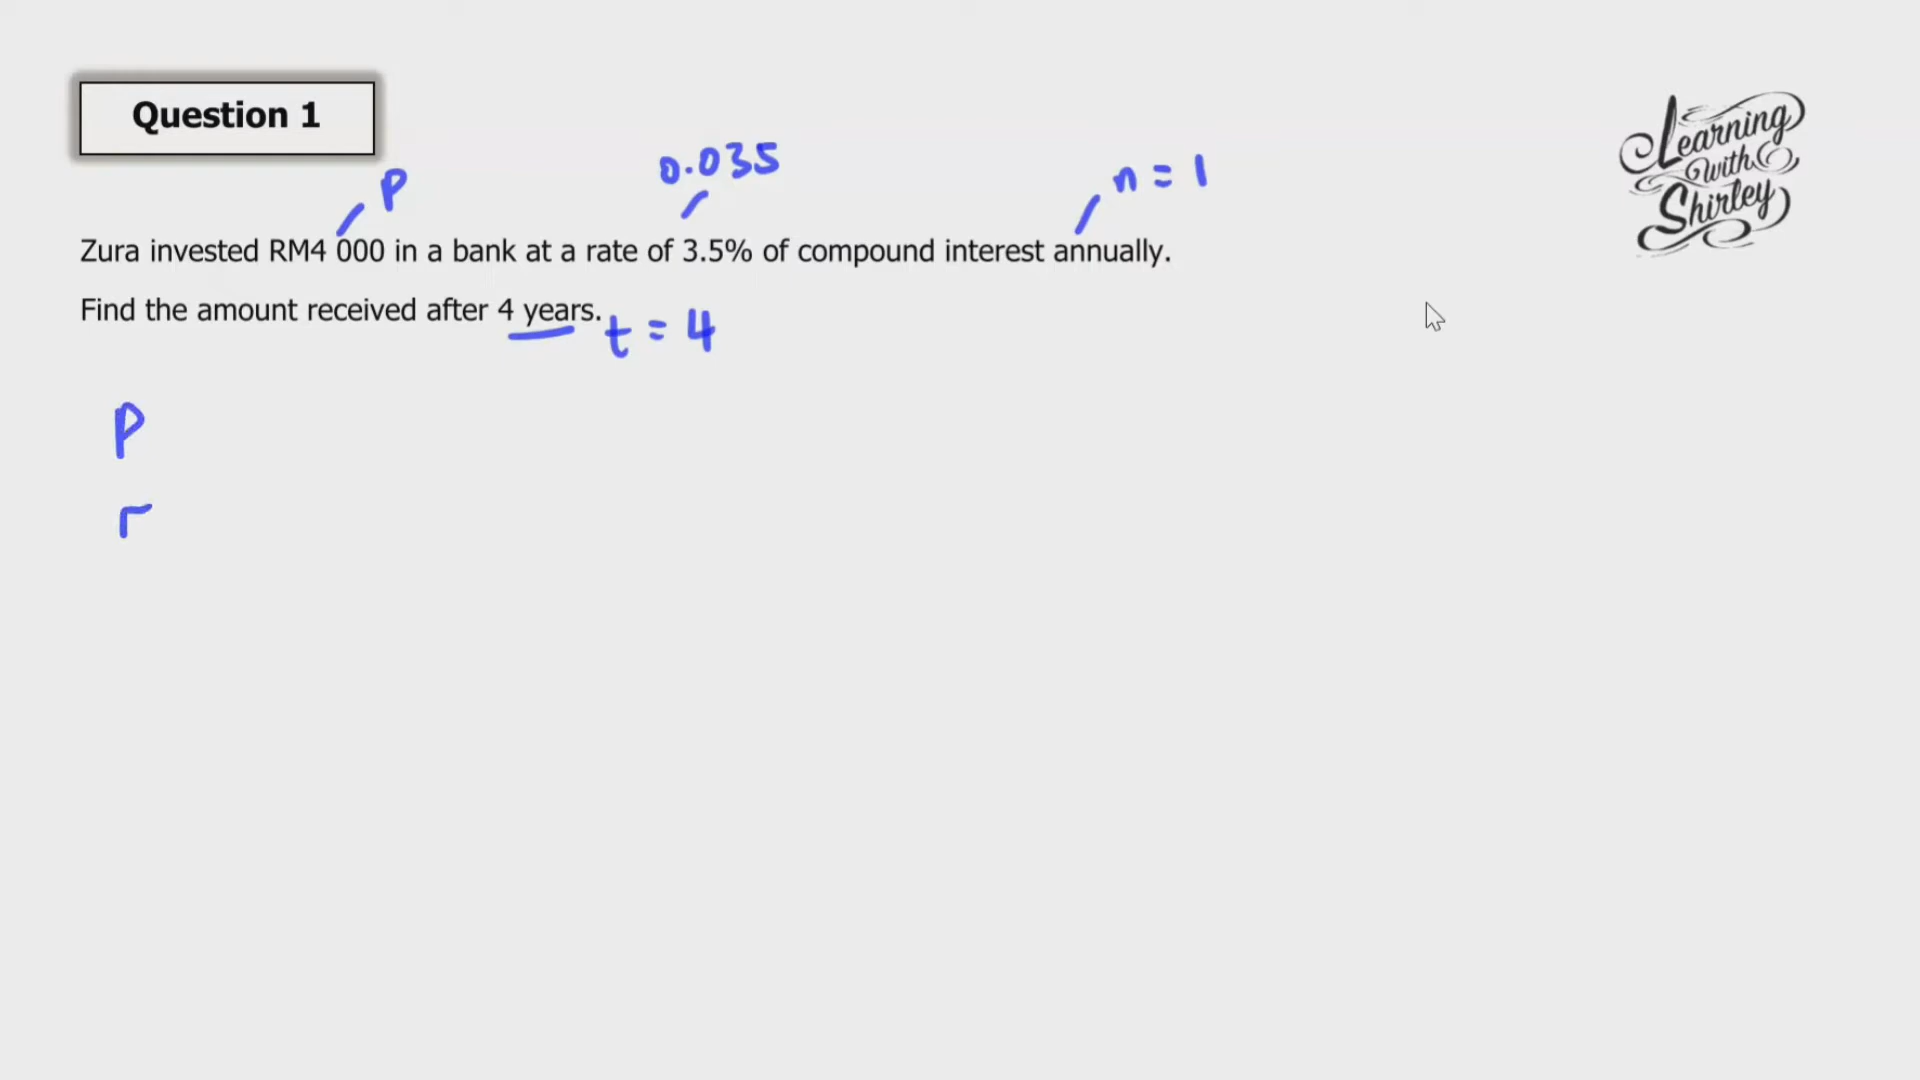 Question 1
Learning
with
Shirley
P
0.035
n = 1
Zura invested RM4 000 in a bank at a rate of 3.5% of compound interest annually.
Find the amount received after 4 years.
t = 4
P
r